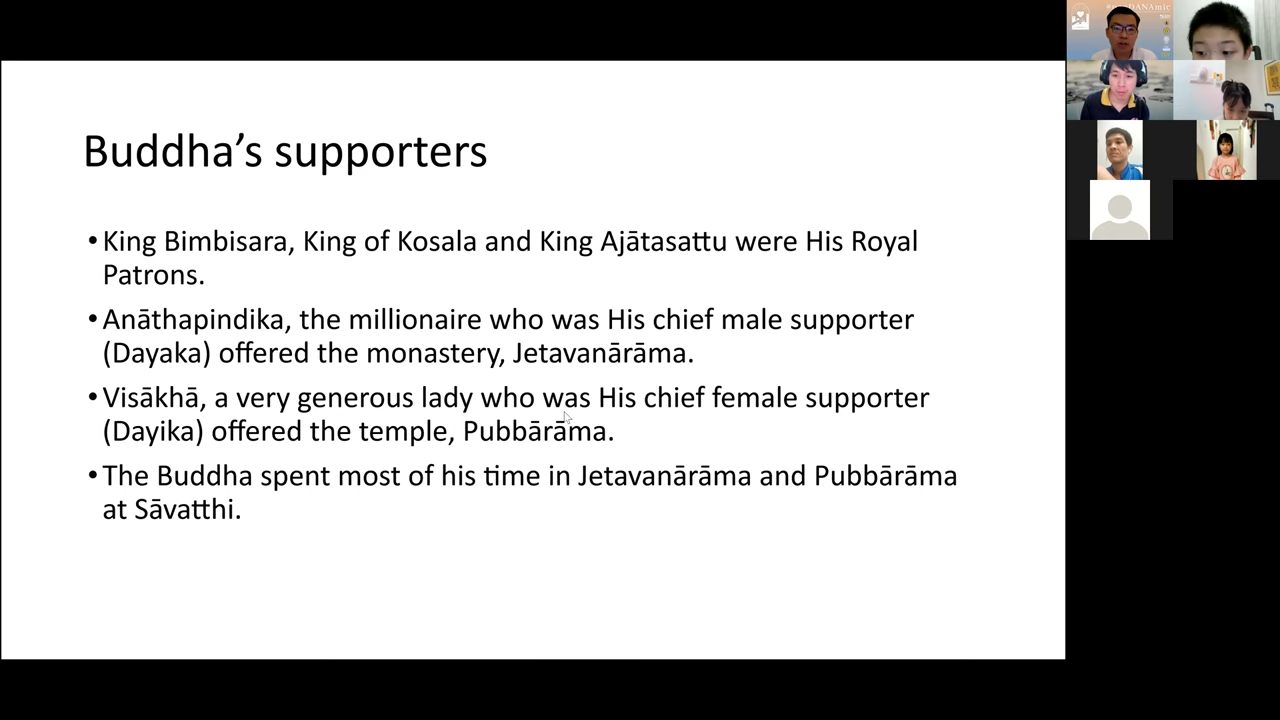 Buddha’s supporters
•King Bimbisara, King of Kosala and King Ajātasattu were His Royal
Patrons.
•Anāthapindika, the millionaire who was His chief male supporter
(Dayaka) offered the monastery, Jetavanārāma.
•Visākhā, a very generous lady who was His chief female supporter
(Dayika) offered the temple, Pubbārāma.
•The Buddha spent most of his time in Jetavanārāma and Pubbārāma
at Sāvatthi.